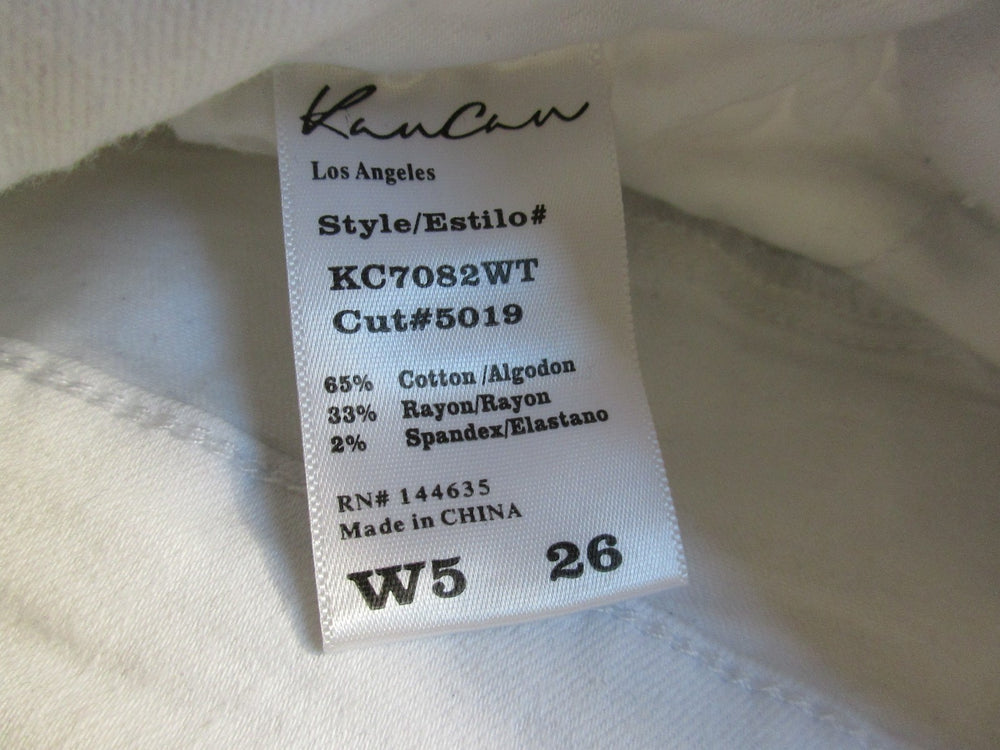 KanCan
Los Angeles
Style/Estilo#
KC7082WT
Cut#5019
65% Cotton /Algodon
33% Rayon/Rayon
2% Spandex/Elastano
RN# 144635
Made in CHINA
W5 26